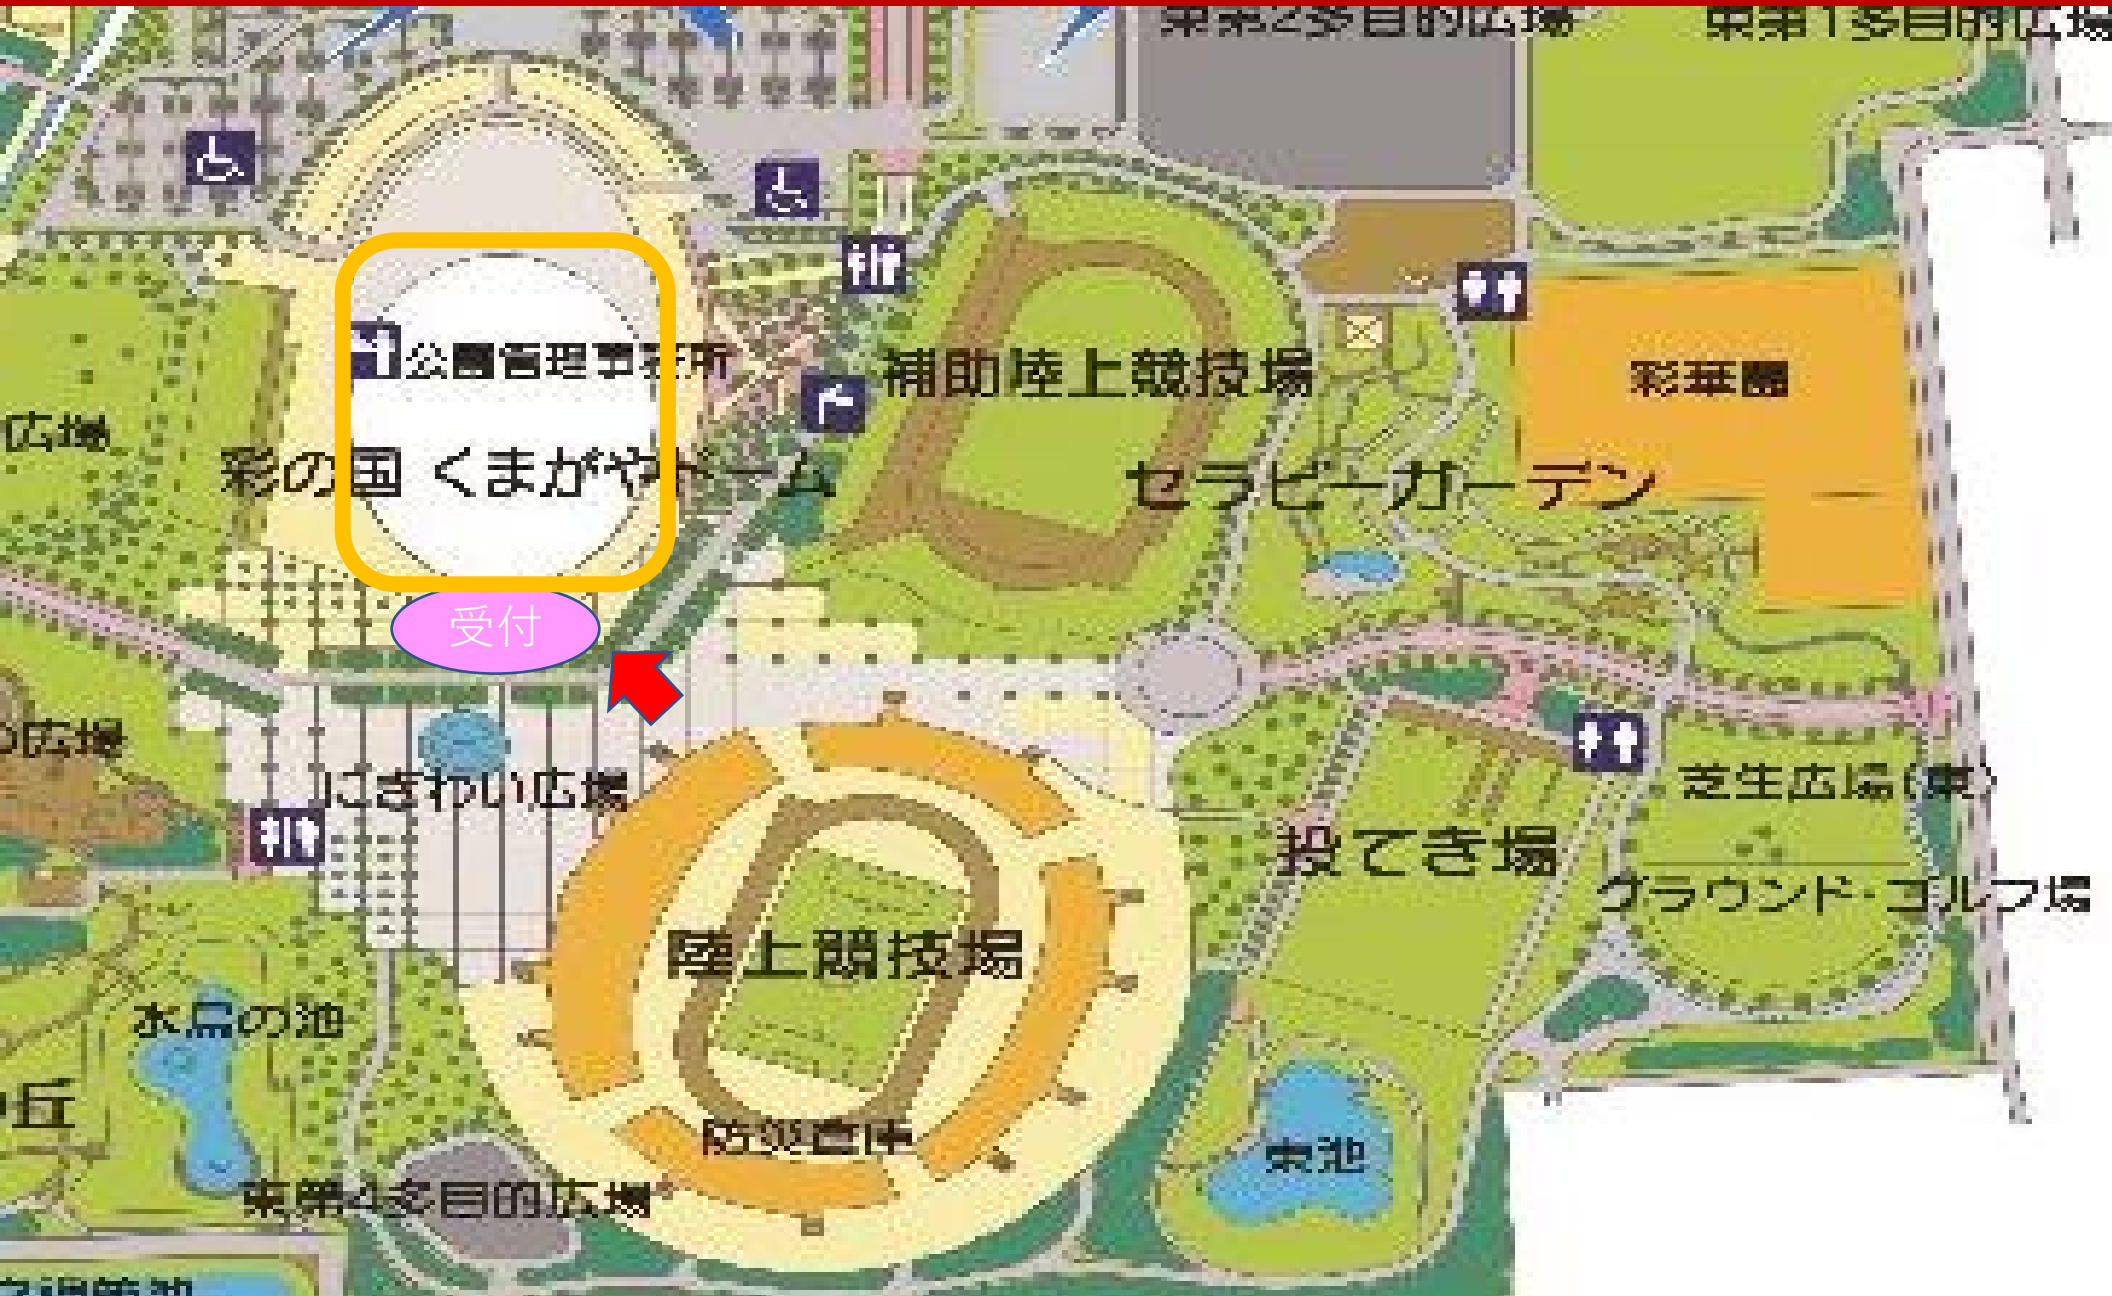 東第2多目的広場
東第1多目的広場
公園管理事務所
補助陸上競技場
彩華園
広場
彩の国 くまがやドーム
セラピーガーデン
受付
の広場
にぎわい広場
芝生広場(東)
投てき場
グラウンド・ゴルフ場
陸上競技場
水鳥の池
丘
防災倉庫
東第4多目的広場